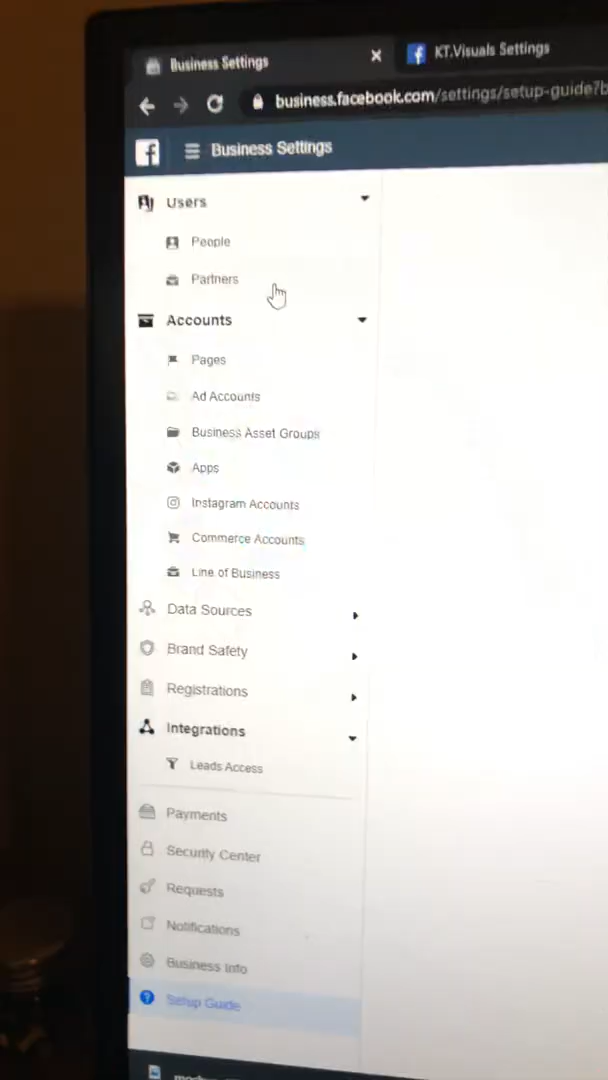 Business Settings
KT.Visuals Settings
business.facebook.com/settings/setup-guide?b
Business Settings
Users
People
Partners
Accounts
Pages
Ad Accounts
Business Asset Groups
Apps
Instagram Accounts
Commerce Accounts
Line of Business
Data Sources
Brand Safety
Registrations
Integrations
Leads Access
Payments
Security Center
Requests
Notifications
Business Info
Setup Guide